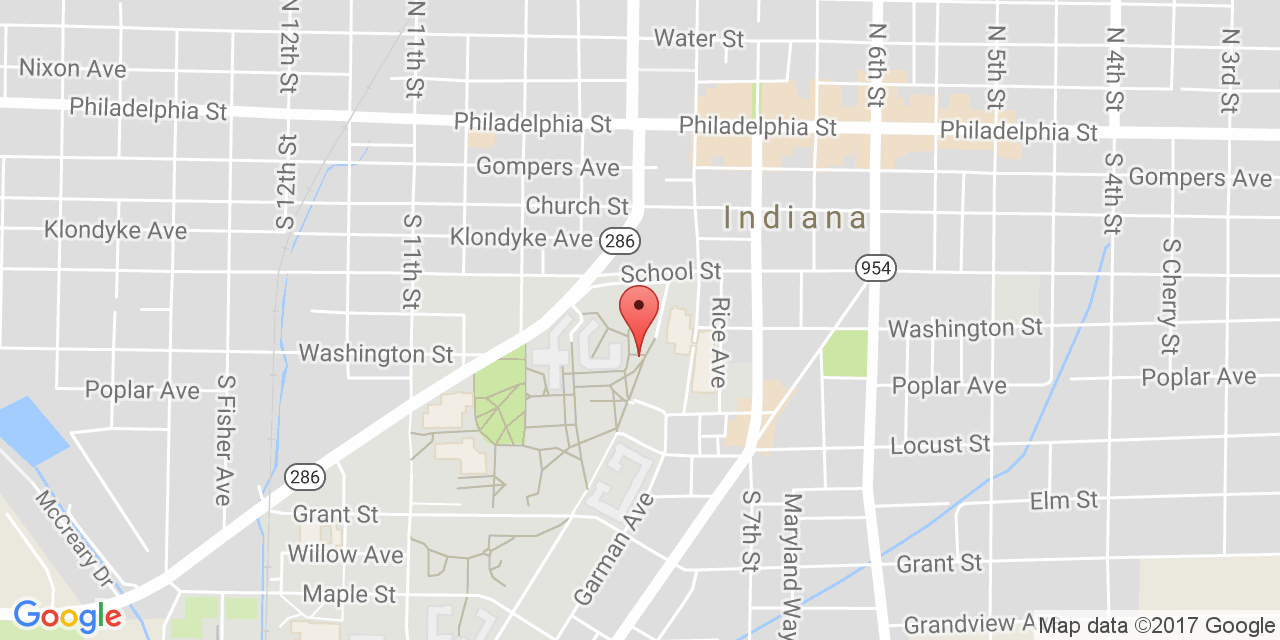 N 12th St
N 11th St
Water St
N 6th St
N 5th St
N 4th St
N 3rd St
Nixon Ave
Philadelphia St
Philadelphia St
Philadelphia St
Philadelphia St
Gompers Ave
Gompers Ave
S 12th St
S 4th St
Church St
Indiana
Klondyke Ave
Klondyke Ave
286
S 11th St
School St
954
S Cherry St
Rice Ave
Washington St
Washington St
Poplar Ave
Poplar Ave
Poplar Ave
S Fisher Ave
Locust St
286
McCreary Dr
Grant St
Garman Ave
S 7th St
Maryland Way
Elm St
Willow Ave
Grant St
Maple St
Google
Grandview Ave
Map data ©2017 Google